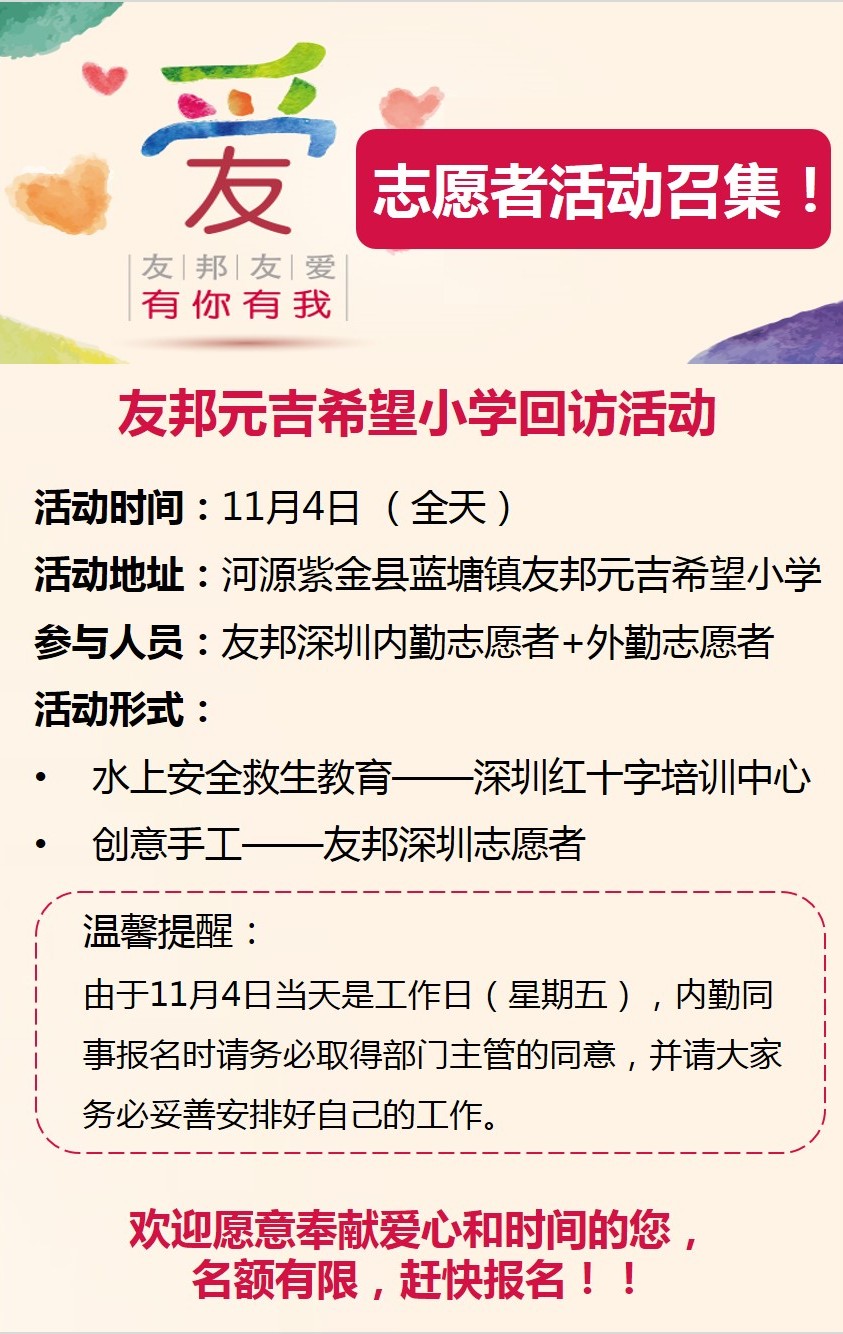 爱
友
友|邦|友|爱
有你有我
志愿者活动召集！
友邦元吉希望小学回访活动
活动时间：11月4日（全天）
活动地址：河源紫金县蓝塘镇友邦元吉希望小学
参与人员：友邦深圳内勤志愿者+外勤志愿者
活动形式：
• 水上安全救生教育——深圳红十字培训中心
• 创意手工——友邦深圳志愿者
温馨提醒：
由于11月4日当天是工作日（星期五），内勤同
事报名时请务必取得部门主管的同意，并请大家
务必妥善安排好自己的工作。
欢迎愿意奉献爱心和时间的您，
名额有限，赶快报名！！